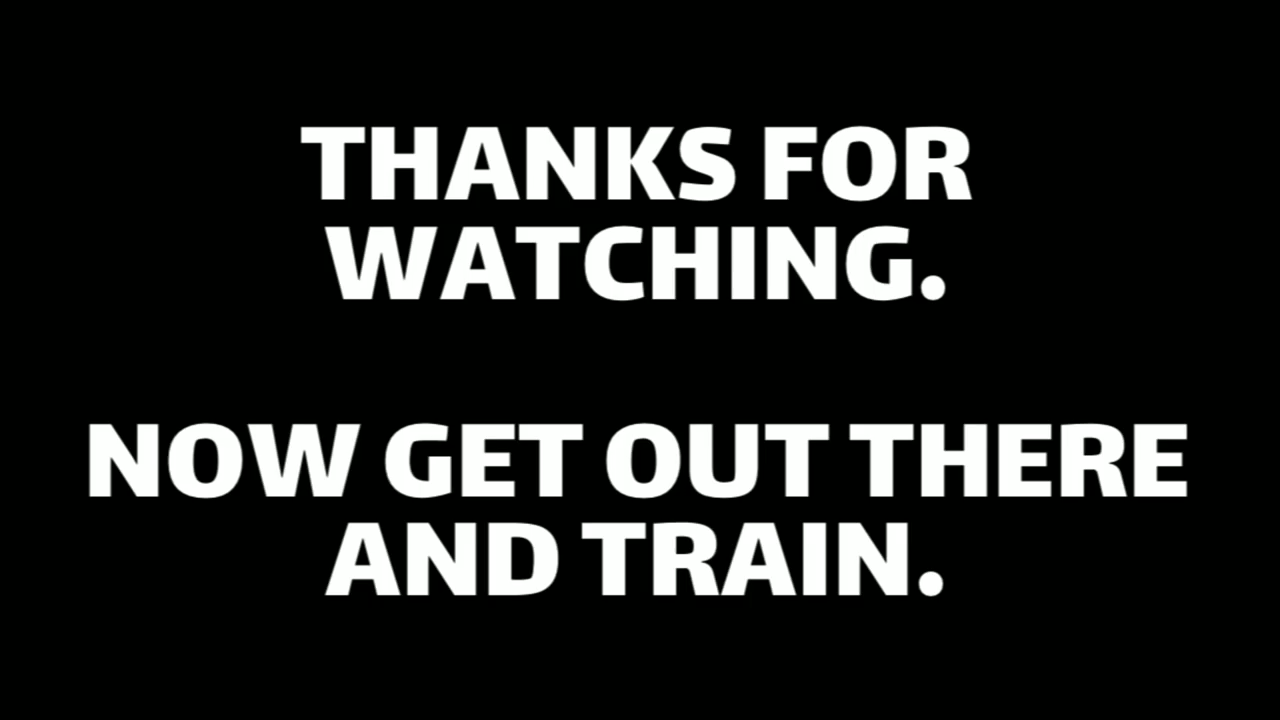 THANKS FOR
WATCHING.
NOW GET OUT THERE
AND TRAIN.